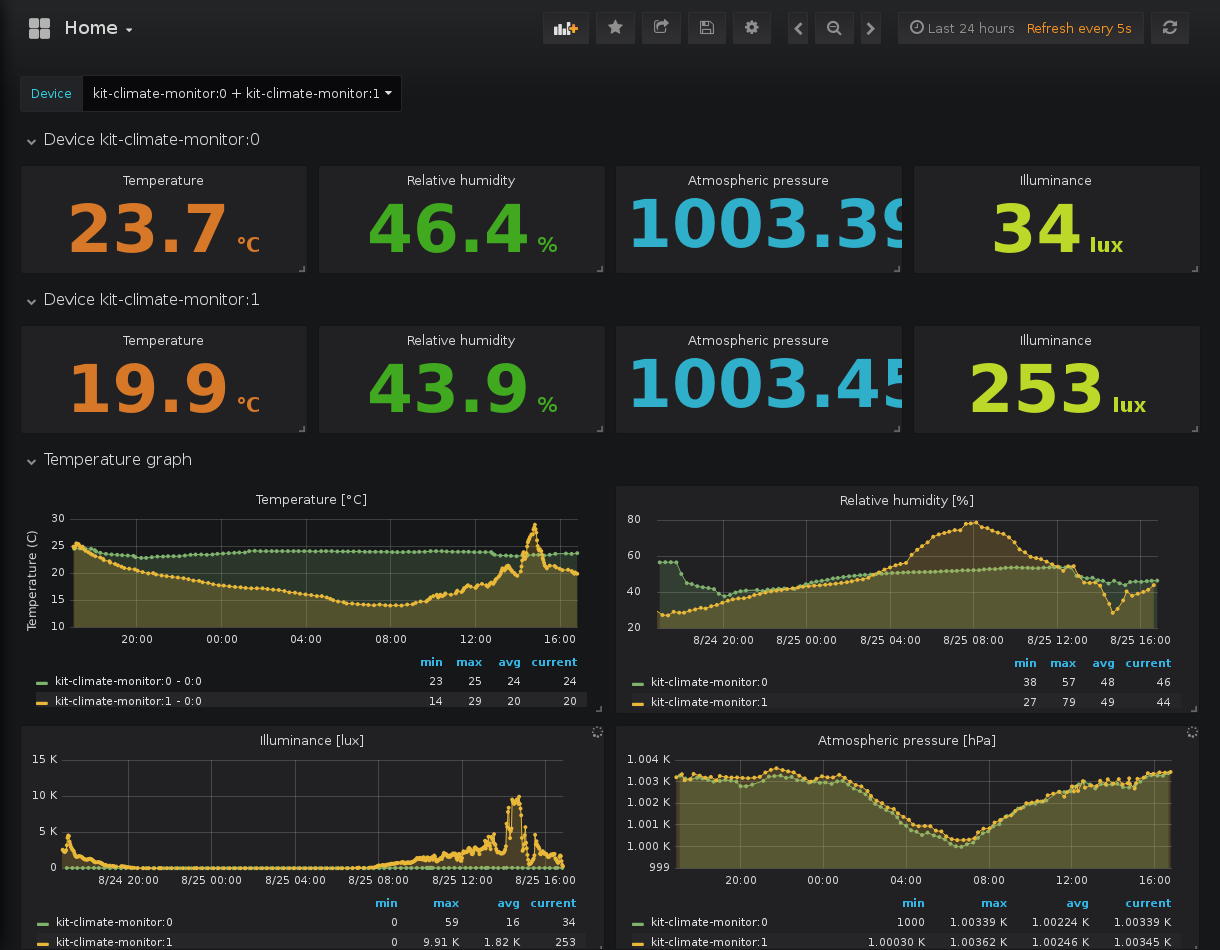 Home
Last 24 hours Refresh every 5s
Device kit-climate-monitor:0 + kit-climate-monitor:1
Device kit-climate-monitor:0
Temperature Relative humidity Atmospheric pressure Illuminance
23.7 °C 46.4 % 1003.39 34 lux
Device kit-climate-monitor:1
Temperature Relative humidity Atmospheric pressure Illuminance
19.9 °C 43.9 % 1003.45 253 lux
Temperature graph
Temperature [°C]
Temperature (C)
30
25
20
15
10
20:00 00:00 04:00 08:00 12:00 16:00
min max avg current
kit-climate-monitor:0 - 0:0 23 25 24 24
kit-climate-monitor:1 - 0:0 14 29 20 20
Relative humidity [%]
80
60
40
20
8/24 20:00 8/25 00:00 8/25 04:00 8/25 08:00 8/25 12:00 8/25 16:00
min max avg current
kit-climate-monitor:0 38 57 48 46
kit-climate-monitor:1 27 79 49 44
Illuminance [lux]
15 K
10 K
5 K
0
8/24 20:00 8/25 00:00 8/25 04:00 8/25 08:00 8/25 12:00 8/25 16:00
min max avg current
kit-climate-monitor:0 0 59 16 34
kit-climate-monitor:1 0 9.91 K 1.82 K 253
Atmospheric pressure [hPa]
1.004 K
1.003 K
1.002 K
1.001 K
1.000 K
999
20:00 00:00 04:00 08:00 12:00 16:00
min max avg current
kit-climate-monitor:0 1000 1.00339 K 1.00224 K 1.00339 K
kit-climate-monitor:1 1.00030 K 1.00362 K 1.00246 K 1.00345 K